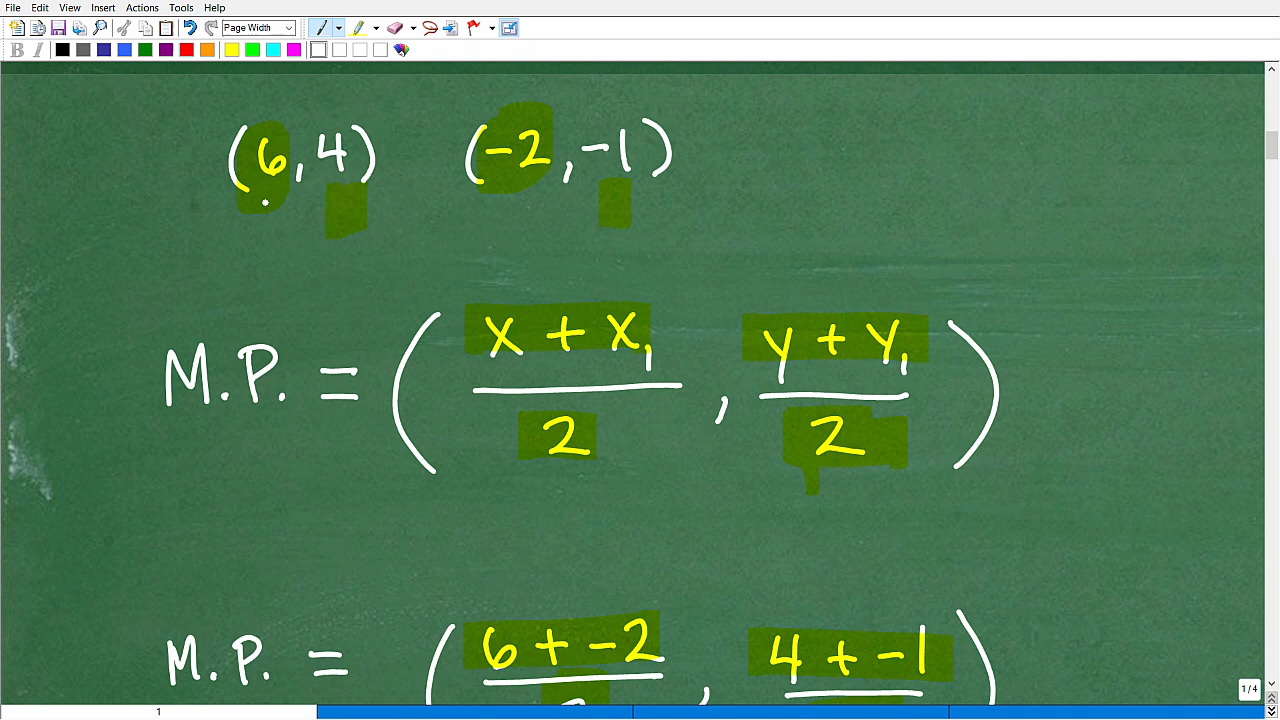 File Edit View Insert Actions Tools Help
Page Width
B I
(6, 4) (-2, -1)
M.P. = ( x + x₁ / 2 , y + y₁ / 2 )
M.P. = ( 6 + -2 / , 4 + -1 )
1/4
1